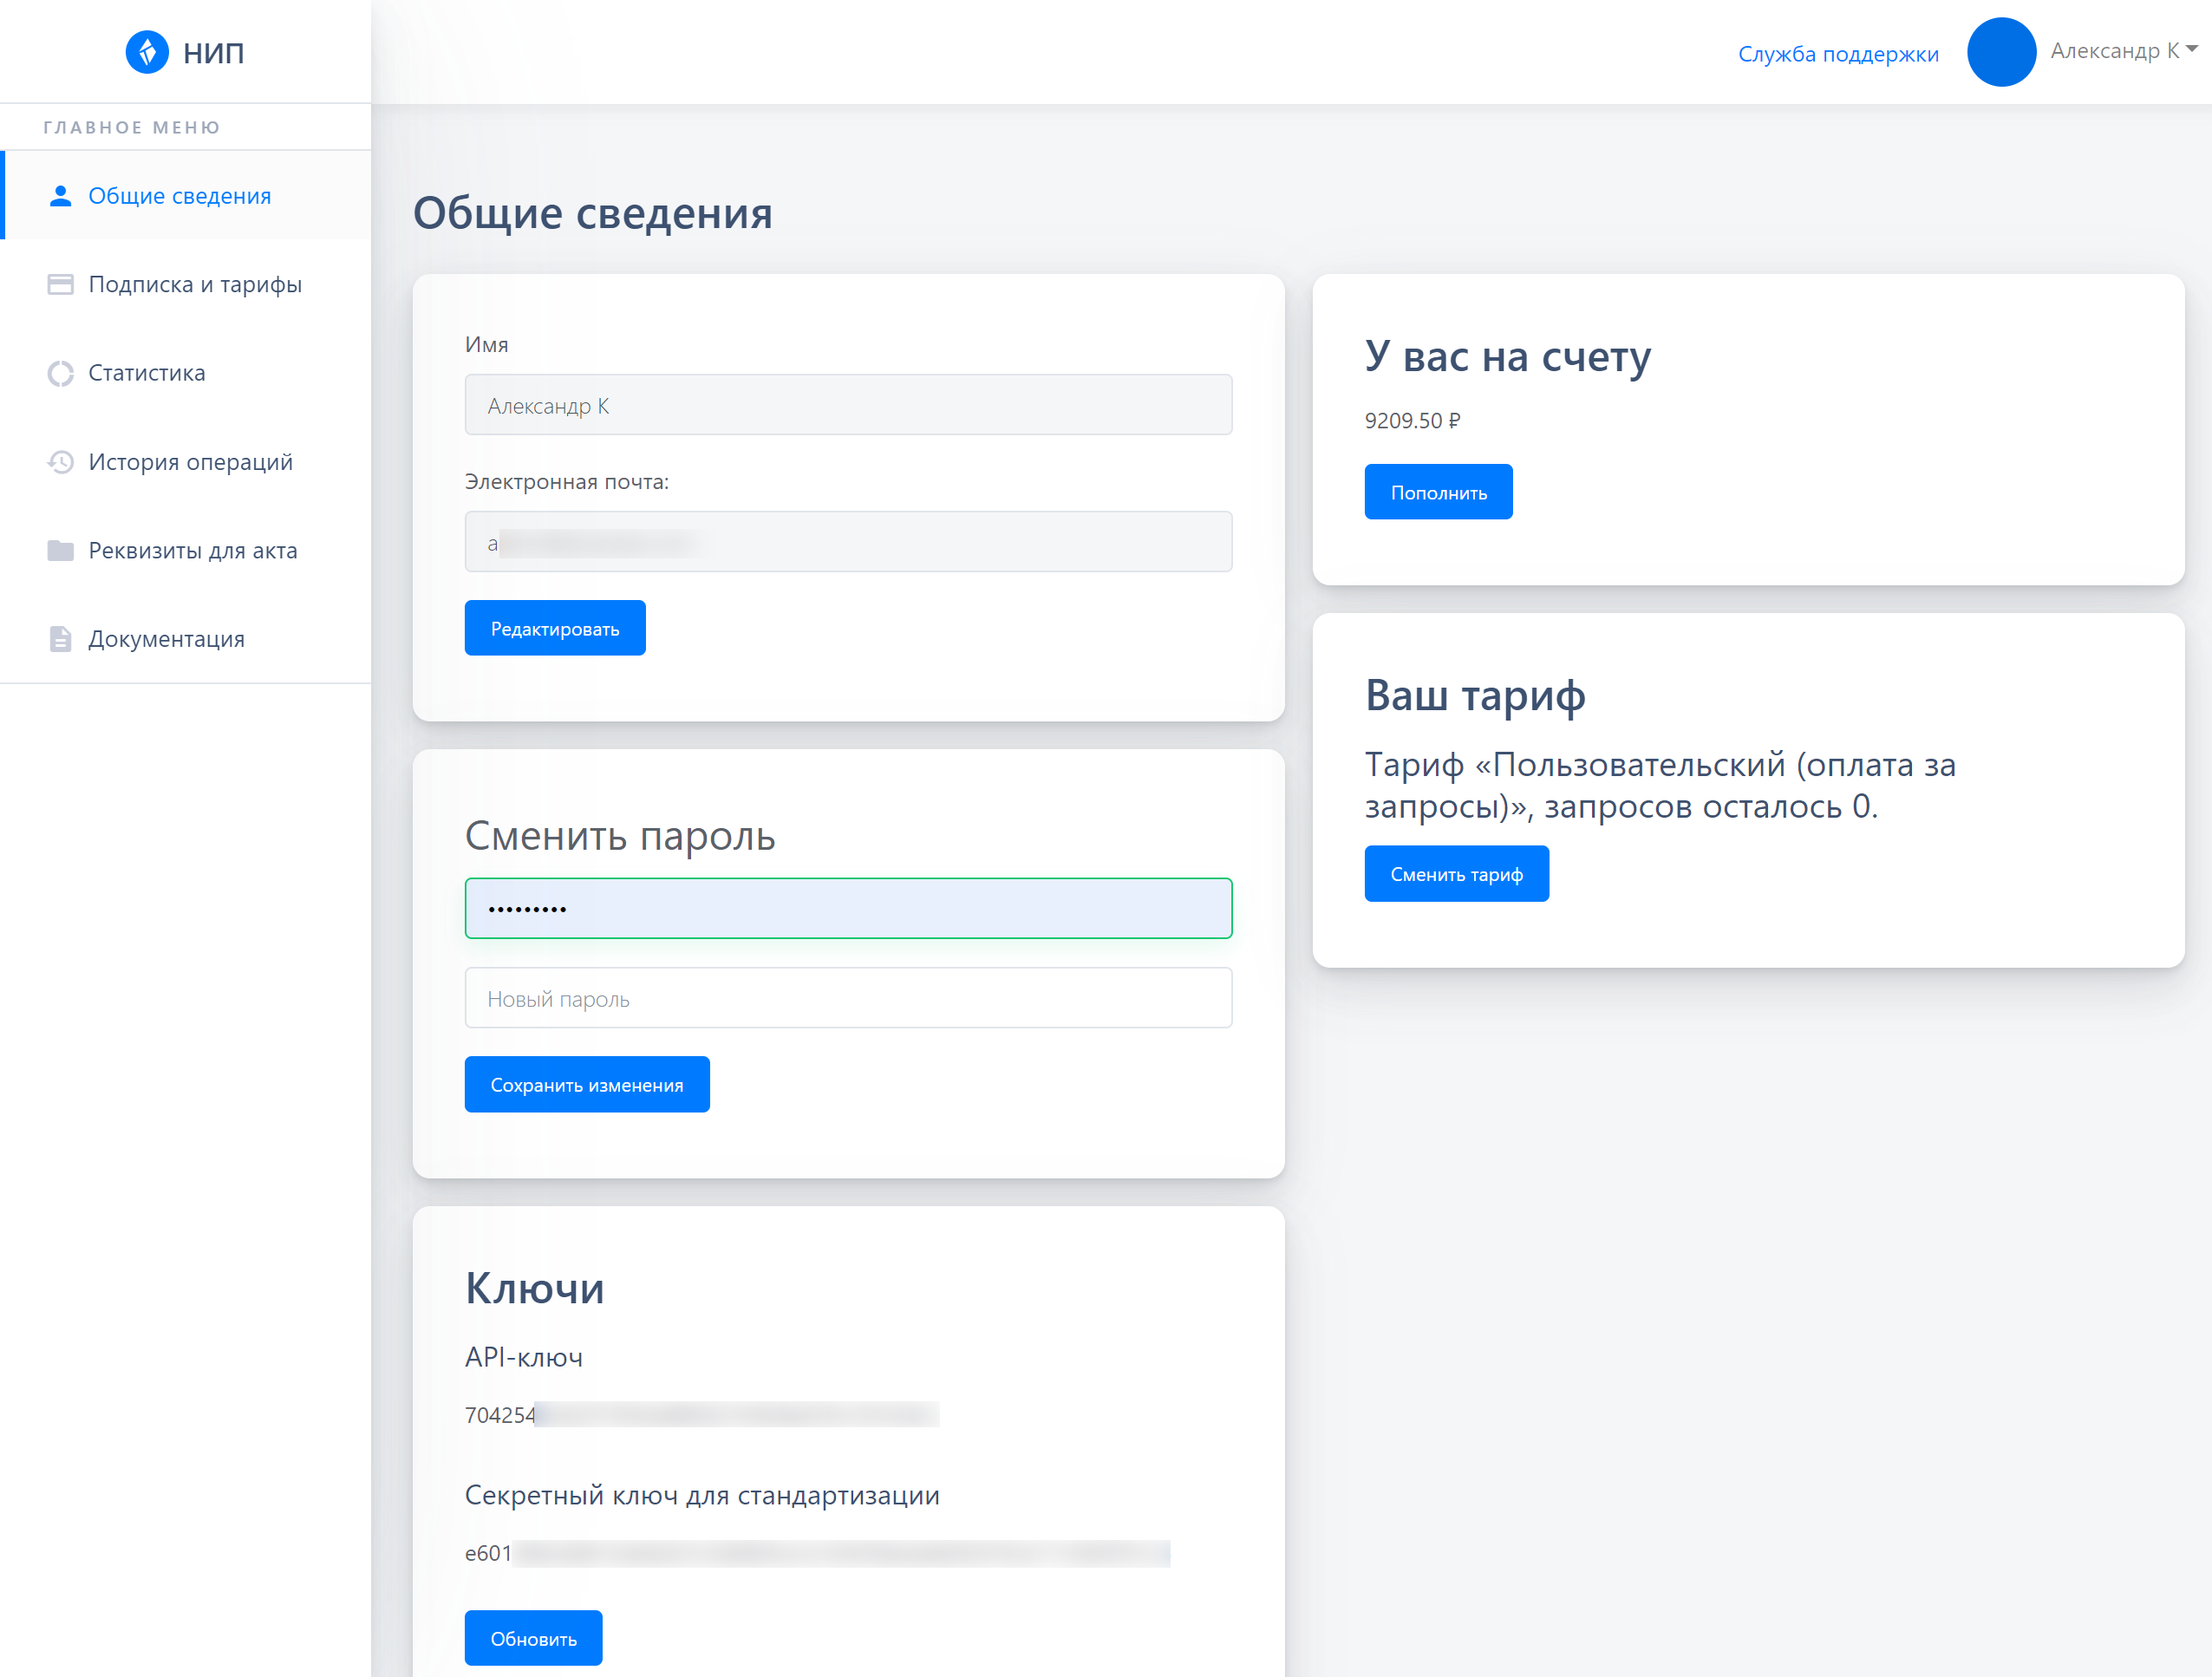 НИП
Служба поддержки
Александр К
ГЛАВНОЕ МЕНЮ
Общие сведения
Подписка и тарифы
Статистика
История операций
Реквизиты для акта
Документация
Общие сведения
Имя
Александр К
Электронная почта:
a
Редактировать
Сменить пароль
•••••••••
Новый пароль
Сохранить изменения
Ключи
API-ключ
704254
Секретный ключ для стандартизации
e601
Обновить
У вас на счету
9209.50 ₽
Пополнить
Ваш тариф
Тариф «Пользовательский (оплата за
запросы)», запросов осталось 0.
Сменить тариф